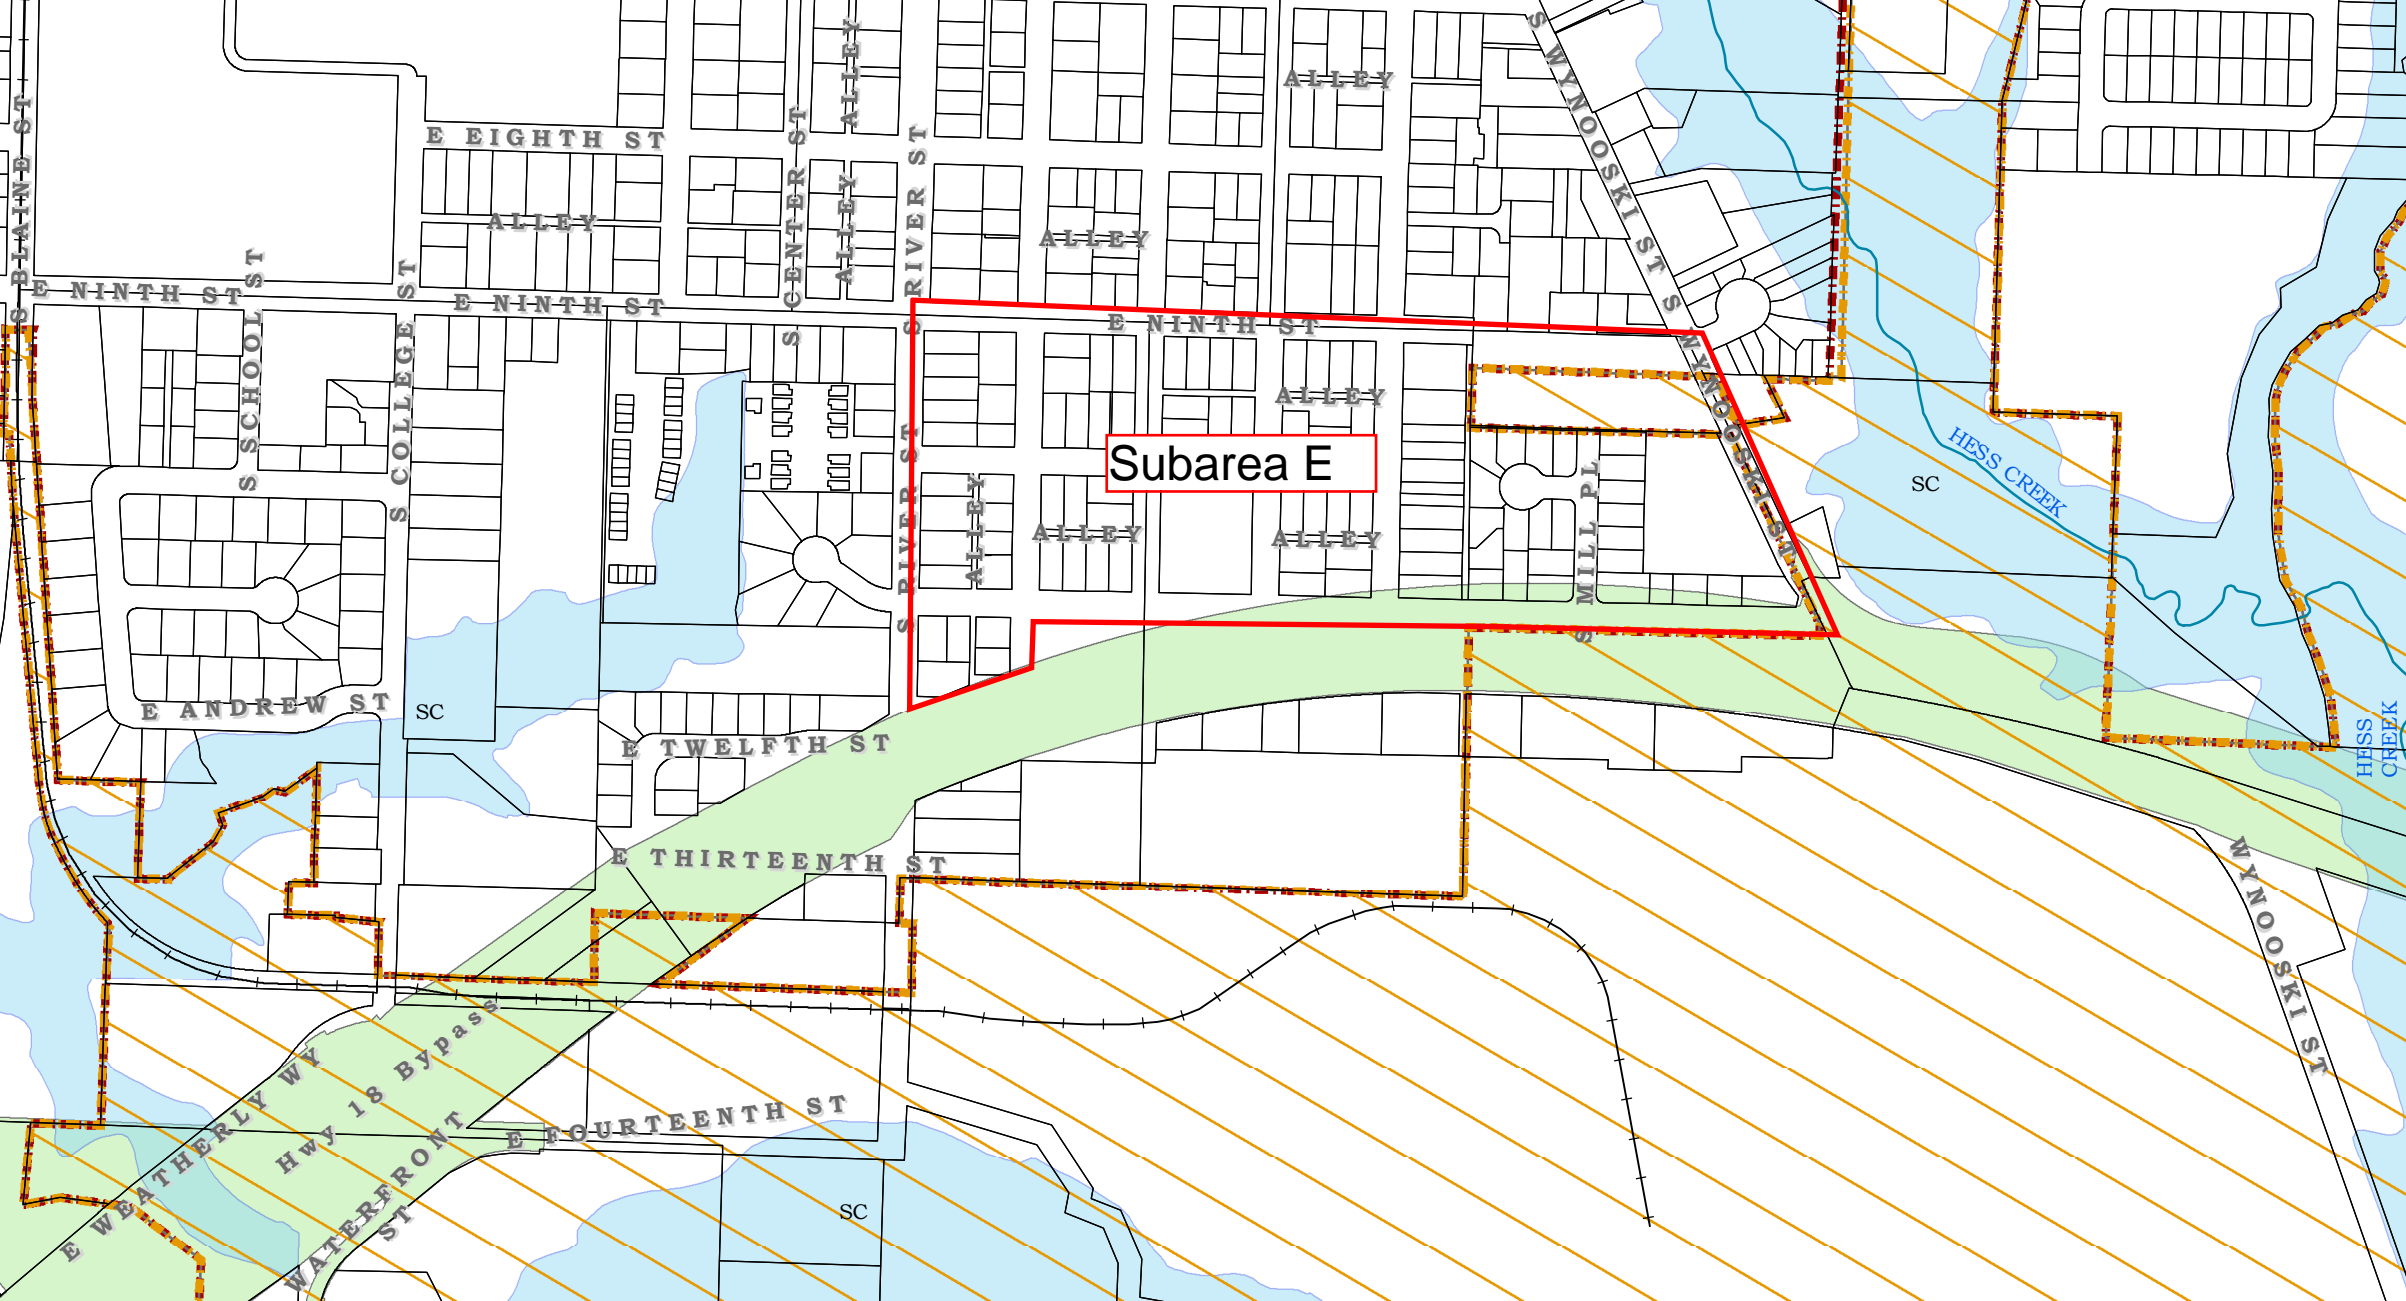 S BLAINE ST
E EIGHTH ST
ALLEY
S CENTER ST
ALLEY
ALLEY
S RIVER ST
ALLEY
ALLEY
S WYNOOSKI ST
E NINTH ST
S SCHOOL ST
S COLLEGE ST
E NINTH ST
E NINTH ST
S WYNOOSKI ST
ALLEY
Subarea E
S RIVER ST
ALLEY
ALLEY
ALLEY
S MILL PL
SC
HESS CREEK
HESS
CREEK
E ANDREW ST
SC
E TWELFTH ST
E THIRTEENTH ST
WYNOOSKI ST
E WEATHERLY WY
Hwy 18 Bypass
WATERFRONT
ST
E FOURTEENTH ST
SC